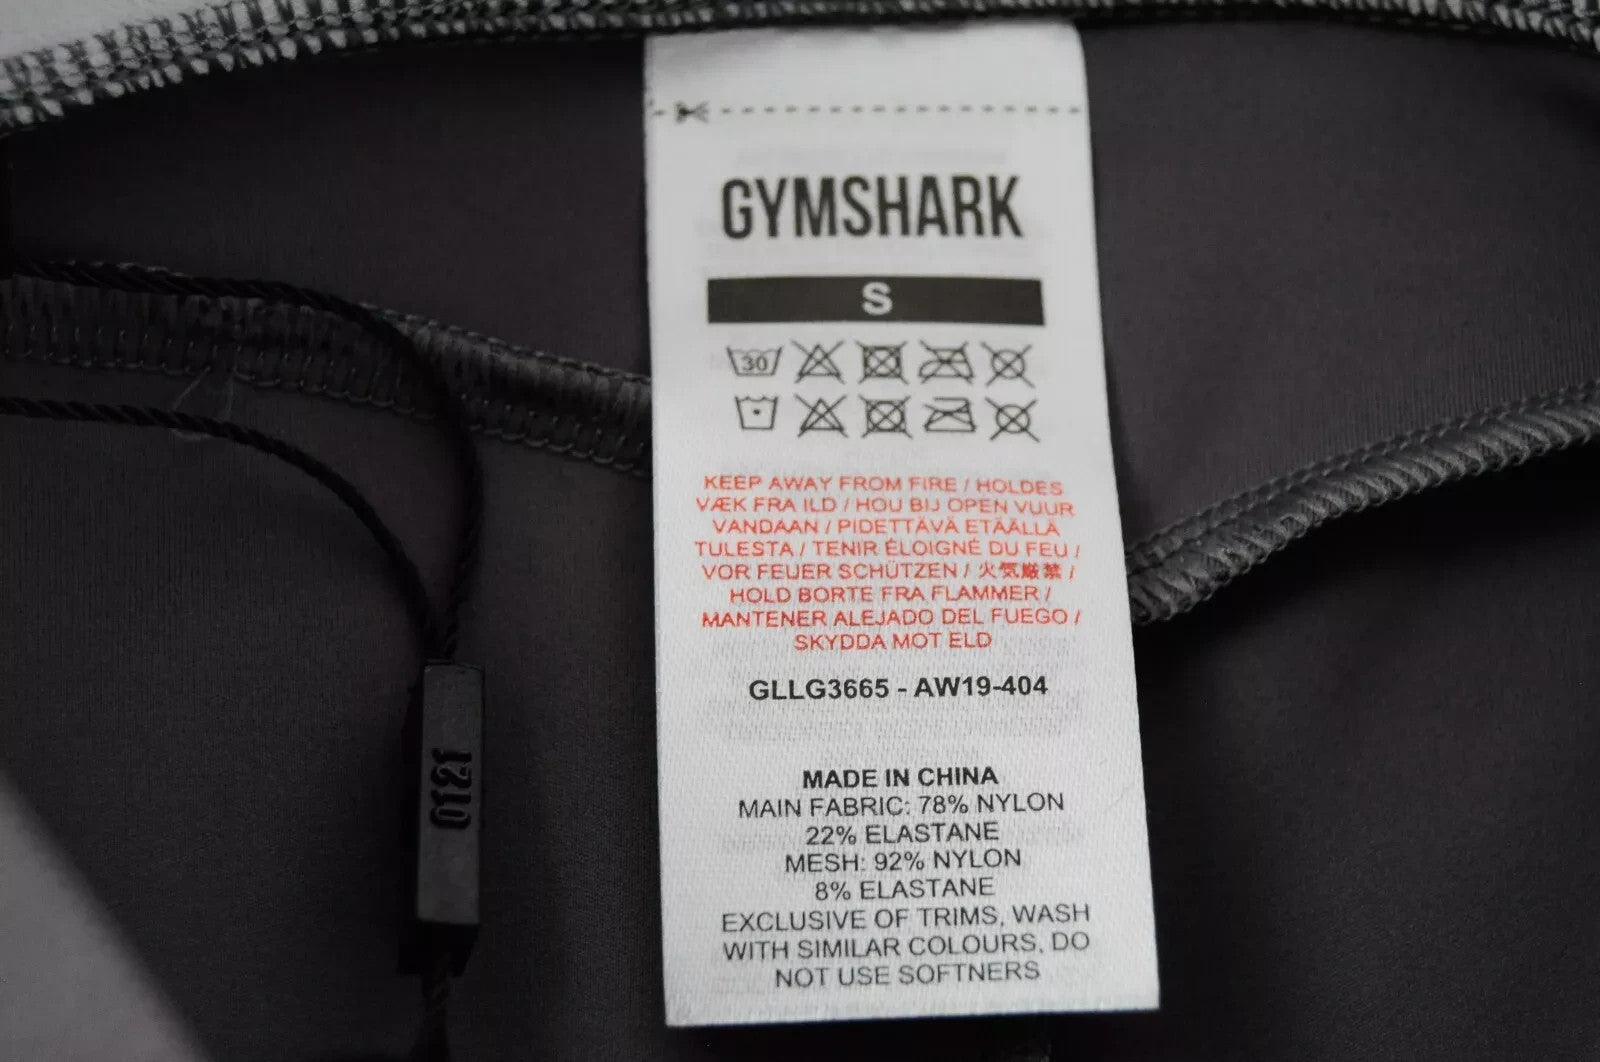 GYMSHARK
S
30
KEEP AWAY FROM FIRE / HOLDES
VÆK FRA ILD / HOU BIJ OPEN VUUR
VANDAAN / PIDETTÄVÄ ETÄÄLLÄ
TULESTA / TENIR ÉLOIGNÉ DU FEU /
VOR FEUER SCHÜTZEN / 火気厳禁 /
HOLD BORTE FRA FLAMMER /
MANTENER ALEJADO DEL FUEGO /
SKYDDA MOT ELD
GLLG3665 - AW19-404
MADE IN CHINA
MAIN FABRIC: 78% NYLON
22% ELASTANE
MESH: 92% NYLON
8% ELASTANE
EXCLUSIVE OF TRIMS, WASH
WITH SIMILAR COLOURS, DO
NOT USE SOFTNERS
0121